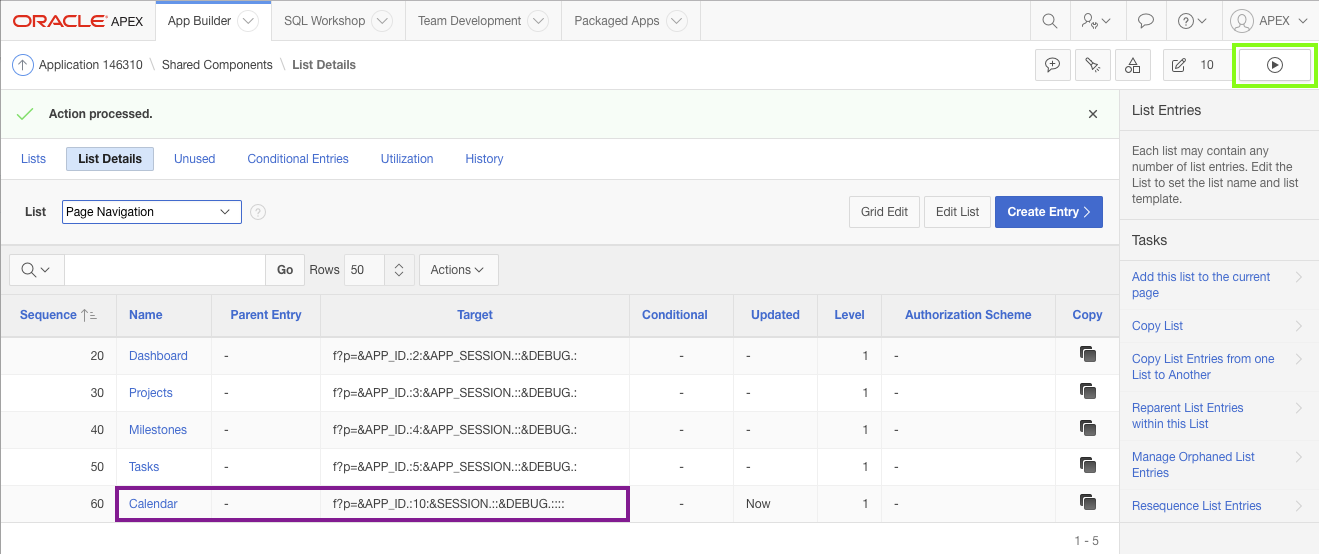 ORACLE APEX App Builder SQL Workshop Team Development Packaged Apps APEX
Application 146310 \ Shared Components \ List Details 10
Action processed.
Lists List Details Unused Conditional Entries Utilization History
List Page Navigation ? Grid Edit Edit List Create Entry
Go Rows 50 Actions
Sequence Name Parent Entry Target Conditional Updated Level Authorization Scheme Copy
20 Dashboard - f?p=&APP_ID.:2:&APP_SESSION.::&DEBUG.: - - 1 -
30 Projects - f?p=&APP_ID.:3:&APP_SESSION.::&DEBUG.: - - 1 -
40 Milestones - f?p=&APP_ID.:4:&APP_SESSION.::&DEBUG.: - - 1 -
50 Tasks - f?p=&APP_ID.:5:&APP_SESSION.::&DEBUG.: - - 1 -
60 Calendar - f?p=&APP_ID.:10:&SESSION.::&DEBUG.:::: - Now 1 -
1 - 5
List Entries
Each list may contain any
number of list entries. Edit the
List to set the list name and list
template.
Tasks
Add this list to the current
page
Copy List
Copy List Entries from one
List to Another
Reparent List Entries
within this List
Manage Orphaned List
Entries
Resequence List Entries